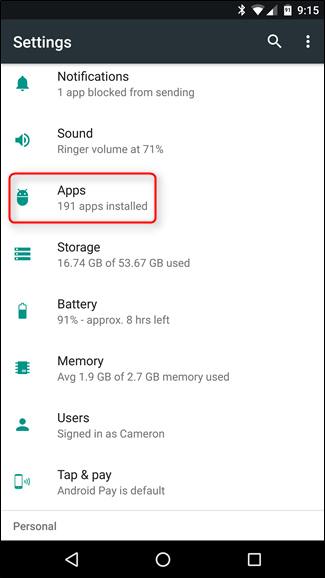 91 9:15
Settings
Notifications
1 app blocked from sending
Sound
Ringer volume at 71%
Apps
191 apps installed
Storage
16.74 GB of 53.67 GB used
Battery
91% - approx. 8 hrs left
Memory
Avg 1.9 GB of 2.7 GB memory used
Users
Signed in as Cameron
Tap & pay
Android Pay is default
Personal